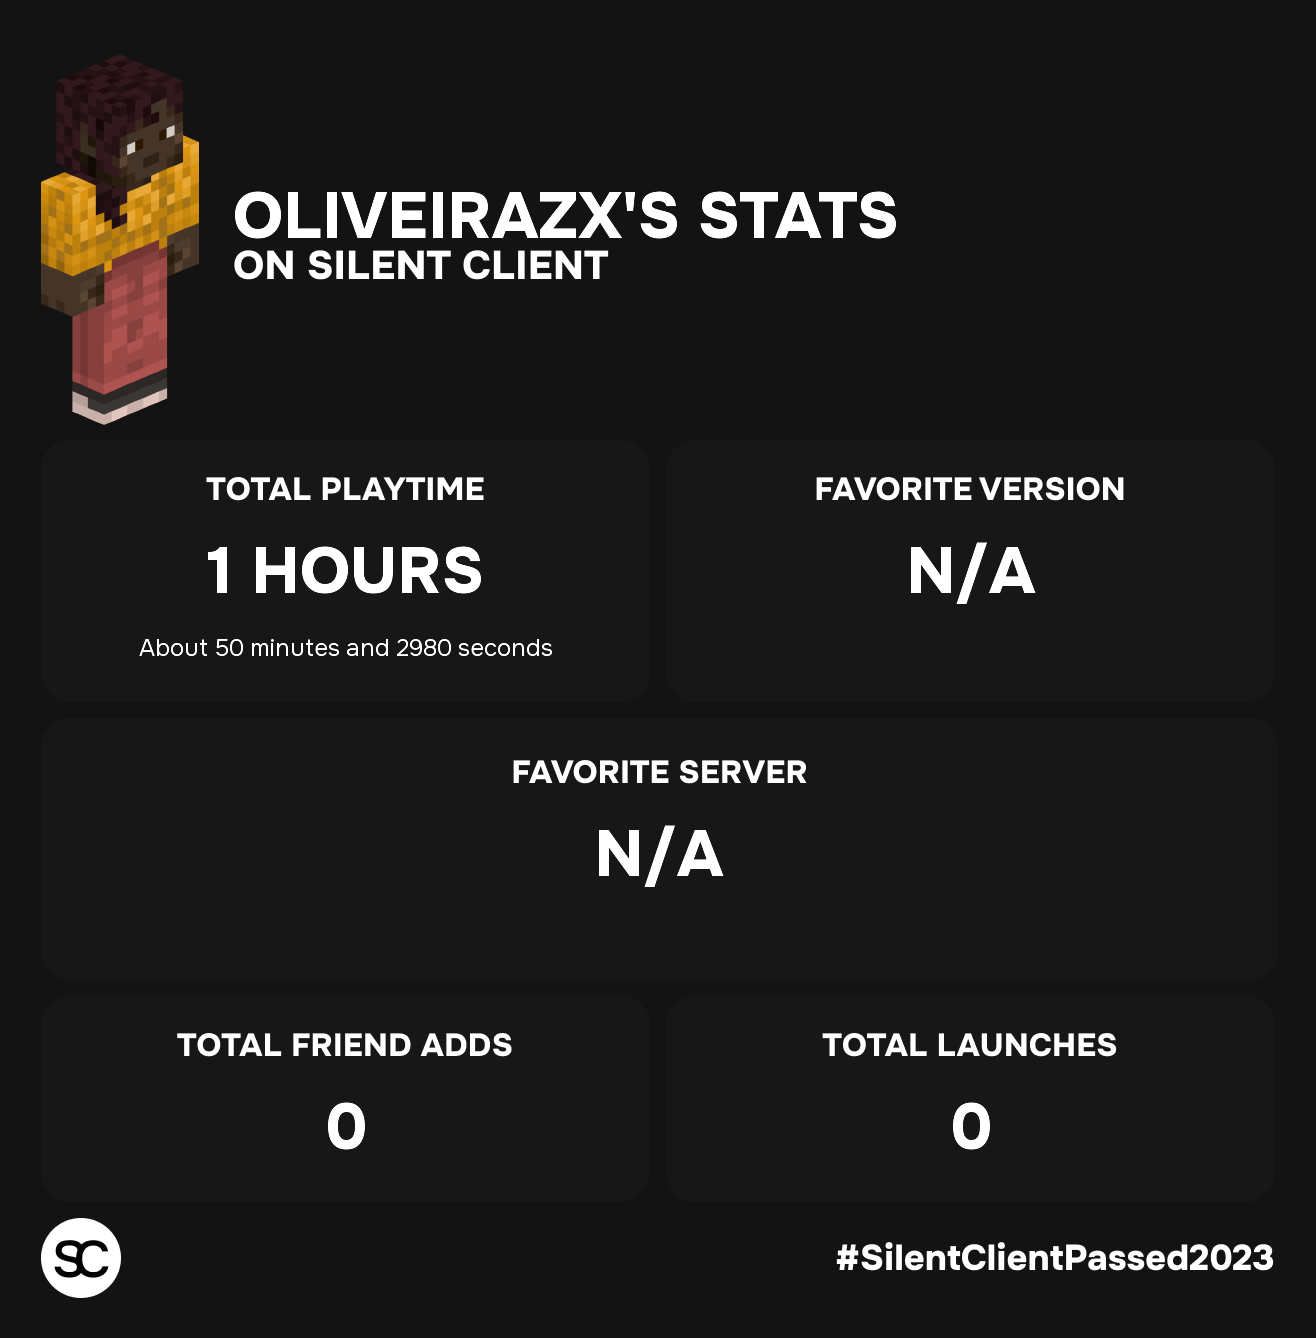 OLIVEIRAZX'S STATS
ON SILENT CLIENT
TOTAL PLAYTIME
1 HOURS
About 50 minutes and 2980 seconds
FAVORITE VERSION
N/A
FAVORITE SERVER
N/A
TOTAL FRIEND ADDS
0
TOTAL LAUNCHES
0
SC
#SilentClientPassed2023